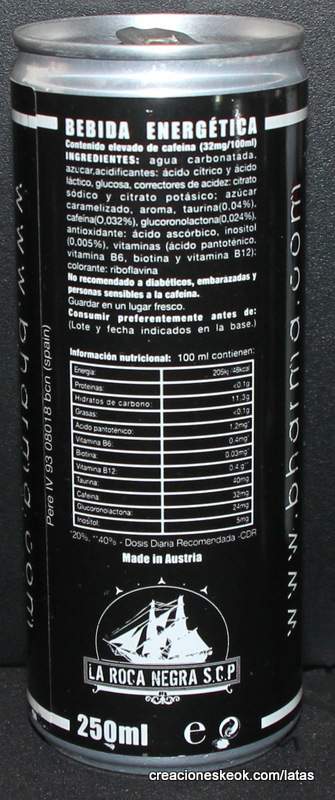 BEBIDA ENERGÉTICA
Contenido elevado de cafeína (32mg/100ml)
INGREDIENTES: agua carbonatada,
azúcar,acidificantes: ácido cítrico y ácido
láctico, glucosa, correctores de acidez: citrato
sódico y citrato potásico; azúcar
caramelizado, aroma, taurina(0,04%),
cafeína(0,032%), glucoronolactona(0,024%),
antioxidante: ácido ascórbico, inositol
(0,005%), vitaminas (ácido pantoténico,
vitamina B6, biotina y vitamina B12);
colorante: riboflavina
No recomendado a diabéticos, embarazadas y
personas sensibles a la cafeína.
Guardar en un lugar fresco.
Consumir preferentemente antes de:
(Lote y fecha indicados en la base.)
Información nutricional: 100 ml contienen:
Energía: 205kj /48kcal
Proteinas: <0.1g
Hidratos de carbono: 11.3g
Grasas: <0.1g
Ácido pantoténico: 1.2mg*
Vitamina B6: 0.4mg*
Biotina: 0.03mg*
Vitamina B12: 0.4
Taurina: 40mg
Cafeina 32mg
Glucoronolactona: 24mg
Inositol: 5mg
*20%, **40% - Dosis Diaria Recomendada -CDR
Made in Austria
LA ROCA NEGRA S.C.P
250ml e
Pere IV 93 08018 bcn (spain)
www.pharma.com
www.pharma.com
creacioneskeok.com/latas